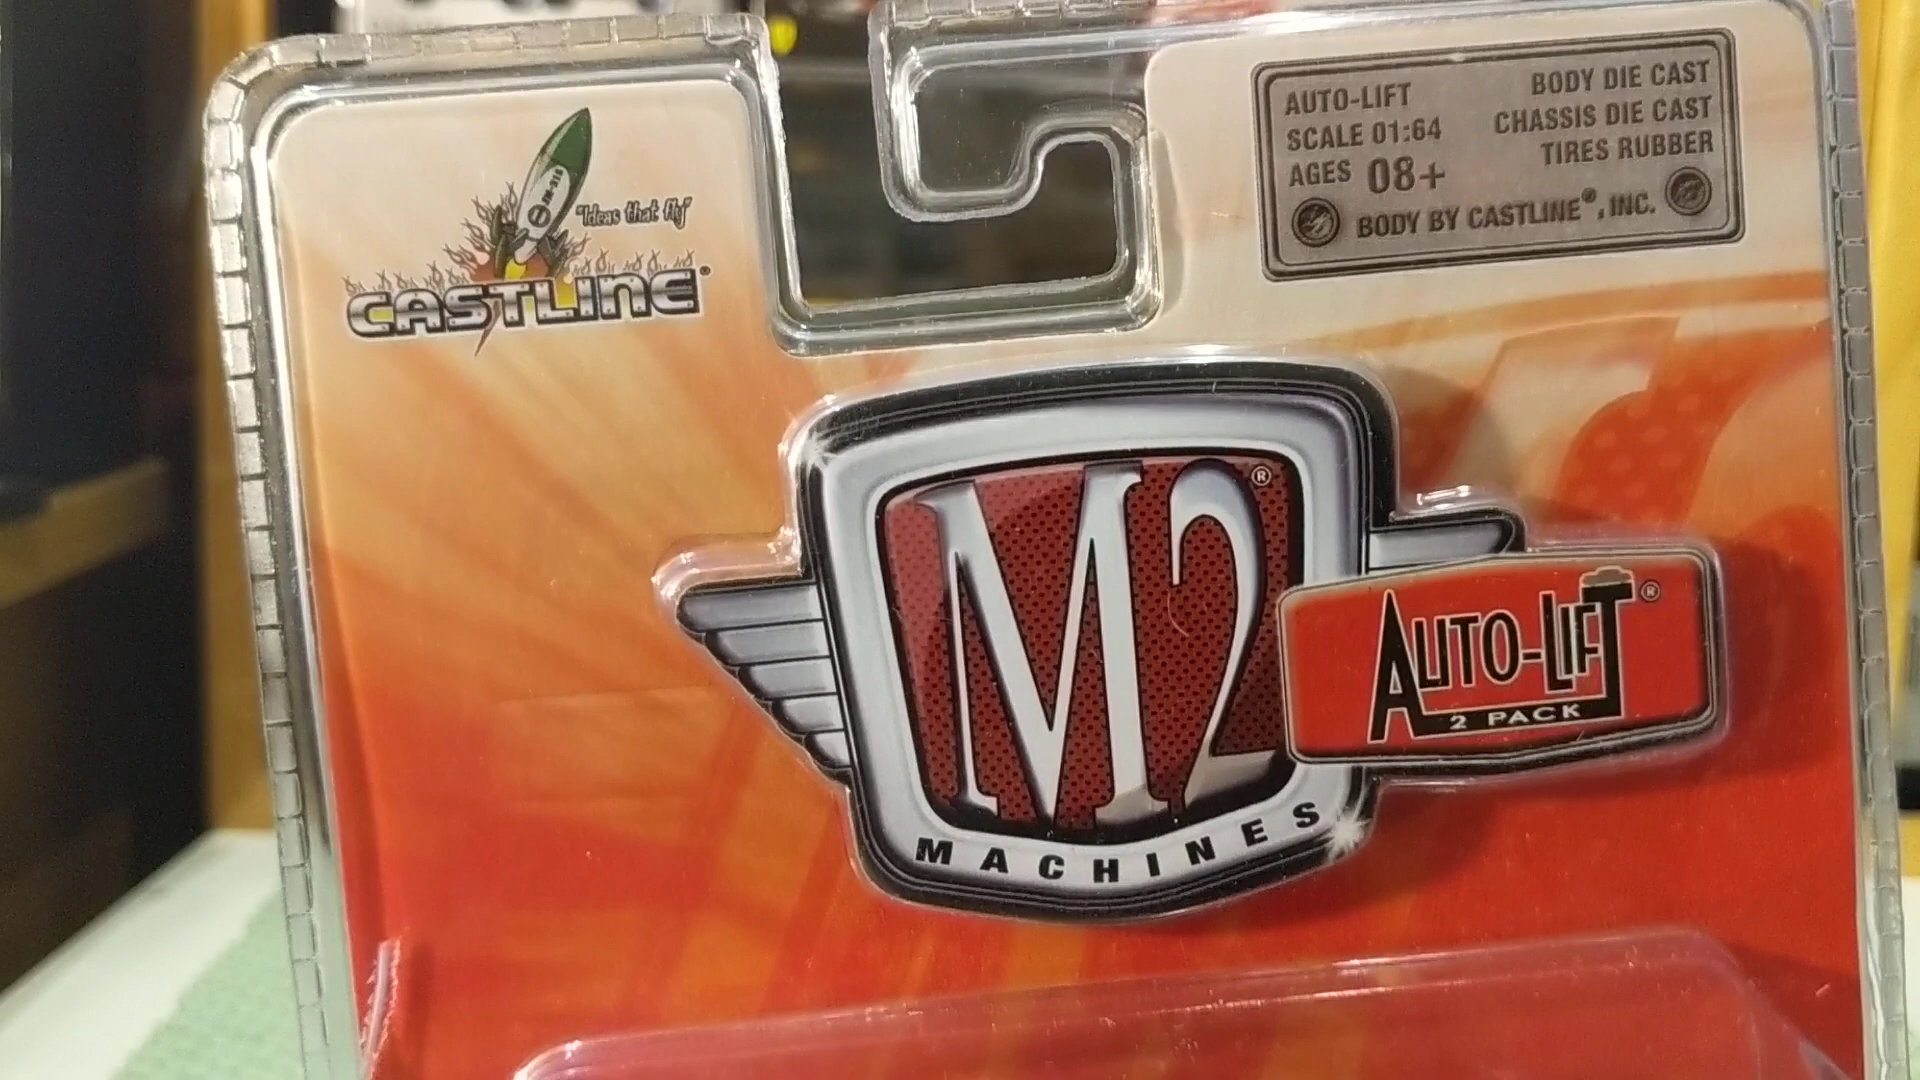 "Ideas that fly"
CASTLINE®
AUTO-LIFT
SCALE 01:64
AGES 08+
BODY DIE CAST
CHASSIS DIE CAST
TIRES RUBBER
BODY BY CASTLINE®, INC.
M2®
MACHINES
AUTO-LIFT®
2 PACK